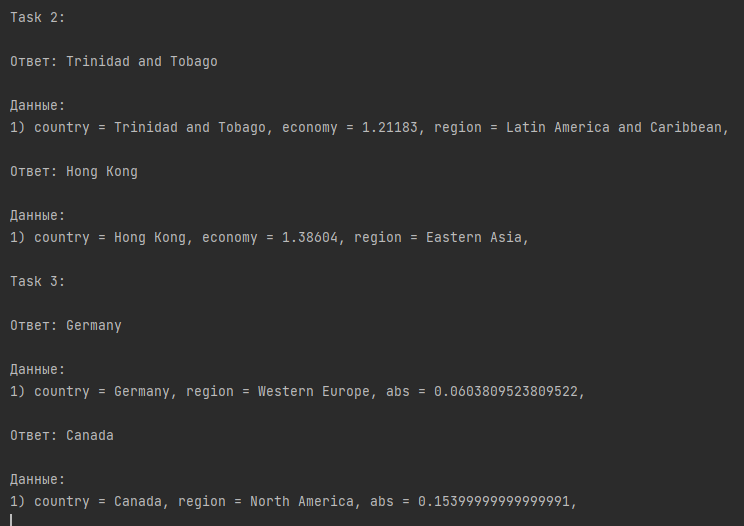 Task 2:
Ответ: Trinidad and Tobago
Данные:
1) country = Trinidad and Tobago, economy = 1.21183, region = Latin America and Caribbean,
Ответ: Hong Kong
Данные:
1) country = Hong Kong, economy = 1.38604, region = Eastern Asia,
Task 3:
Ответ: Germany
Данные:
1) country = Germany, region = Western Europe, abs = 0.0603809523809522,
Ответ: Canada
Данные:
1) country = Canada, region = North America, abs = 0.15399999999999991,